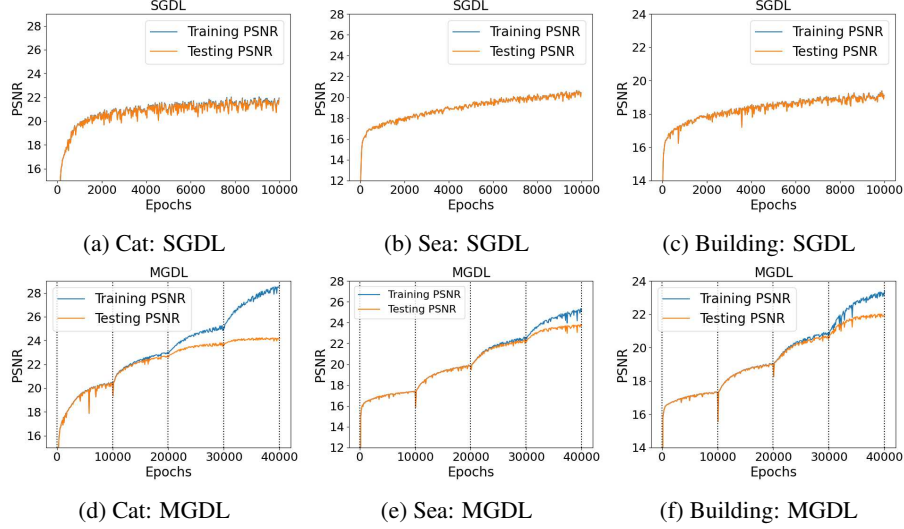 SGDL
28
26
24
22
20
18
16
PSNR
Training PSNR
Testing PSNR
0 2000 4000 6000 8000 10000
Epochs
(a) Cat: SGDL
SGDL
28
26
24
22
20
18
16
14
12
PSNR
Training PSNR
Testing PSNR
0 2000 4000 6000 8000 10000
Epochs
(b) Sea: SGDL
SGDL
24
22
20
18
16
14
PSNR
Training PSNR
Testing PSNR
0 2000 4000 6000 8000 10000
Epochs
(c) Building: SGDL
MGDL
28
26
24
22
20
18
16
PSNR
Training PSNR
Testing PSNR
0 10000 20000 30000 40000
Epochs
(d) Cat: MGDL
MGDL
28
26
24
22
20
18
16
14
12
PSNR
Training PSNR
Testing PSNR
0 10000 20000 30000 40000
Epochs
(e) Sea: MGDL
MGDL
24
22
20
18
16
14
PSNR
Training PSNR
Testing PSNR
0 10000 20000 30000 40000
Epochs
(f) Building: MGDL